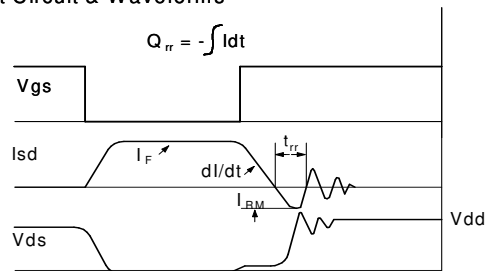 t Circuit & Waveforms
Q rr = -∫Idt
Vgs
Isd
I F
dI/dt
t rr
I RM
Vdd
Vds